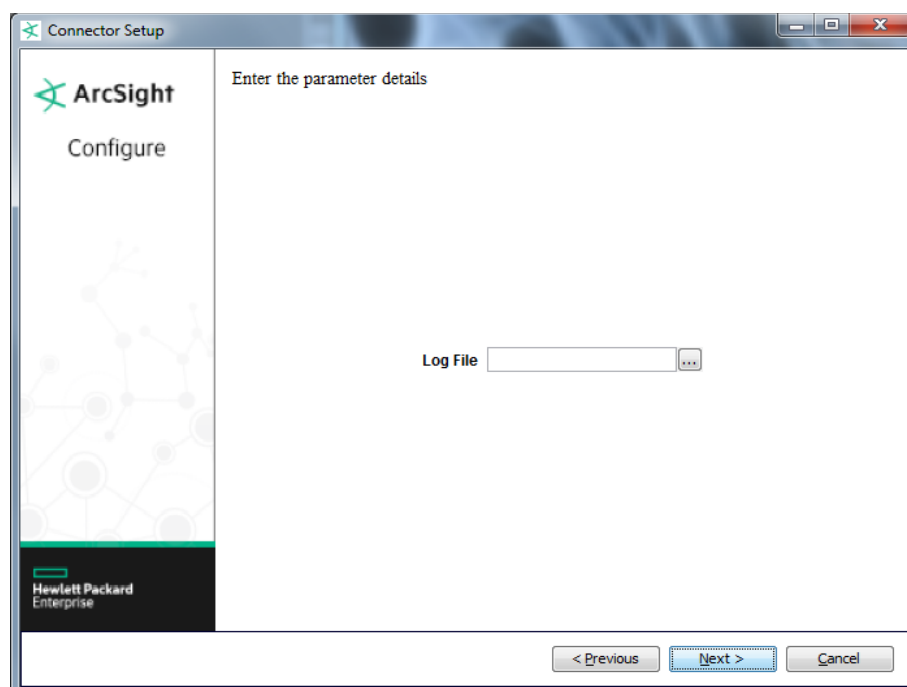 Connector Setup
ArcSight
Configure
Enter the parameter details
Log File
...
Hewlett Packard
Enterprise
< Previous
Next >
Cancel